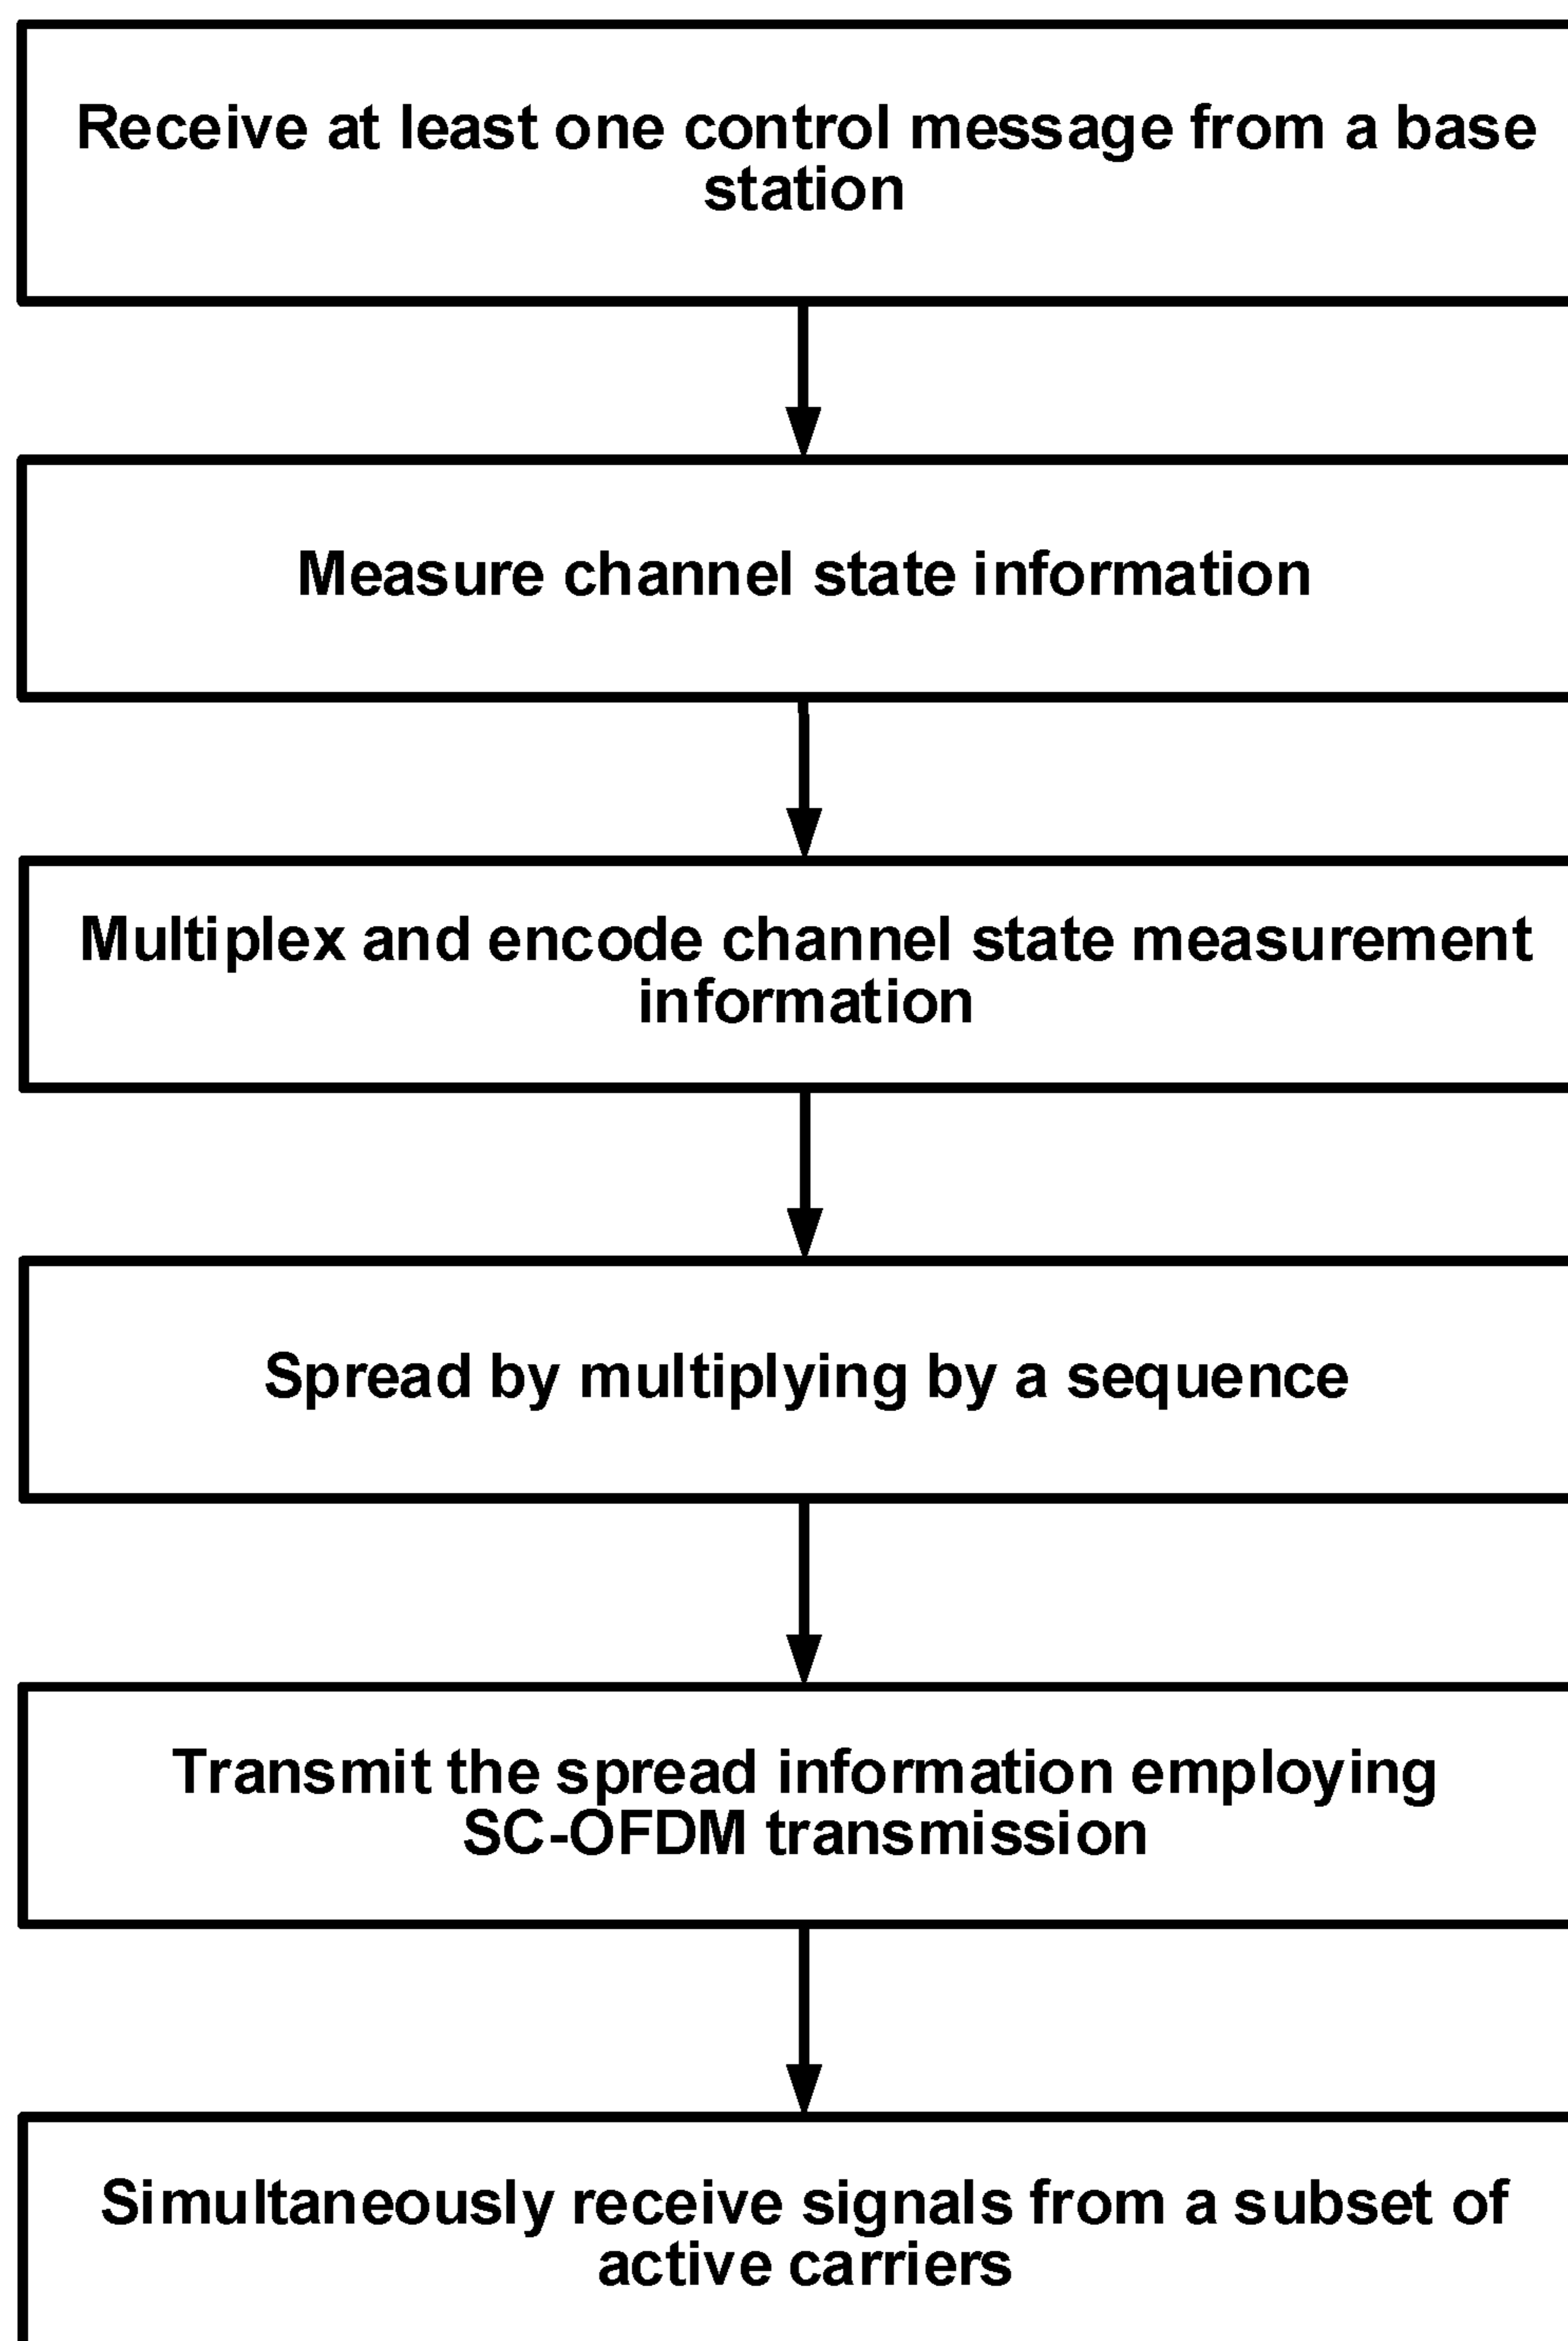 Receive at least one control message from a base
station
Measure channel state information
Multiplex and encode channel state measurement
information
Spread by multiplying by a sequence
Transmit the spread information employing
SC-OFDM transmission
Simultaneously receive signals from a subset of
active carriers